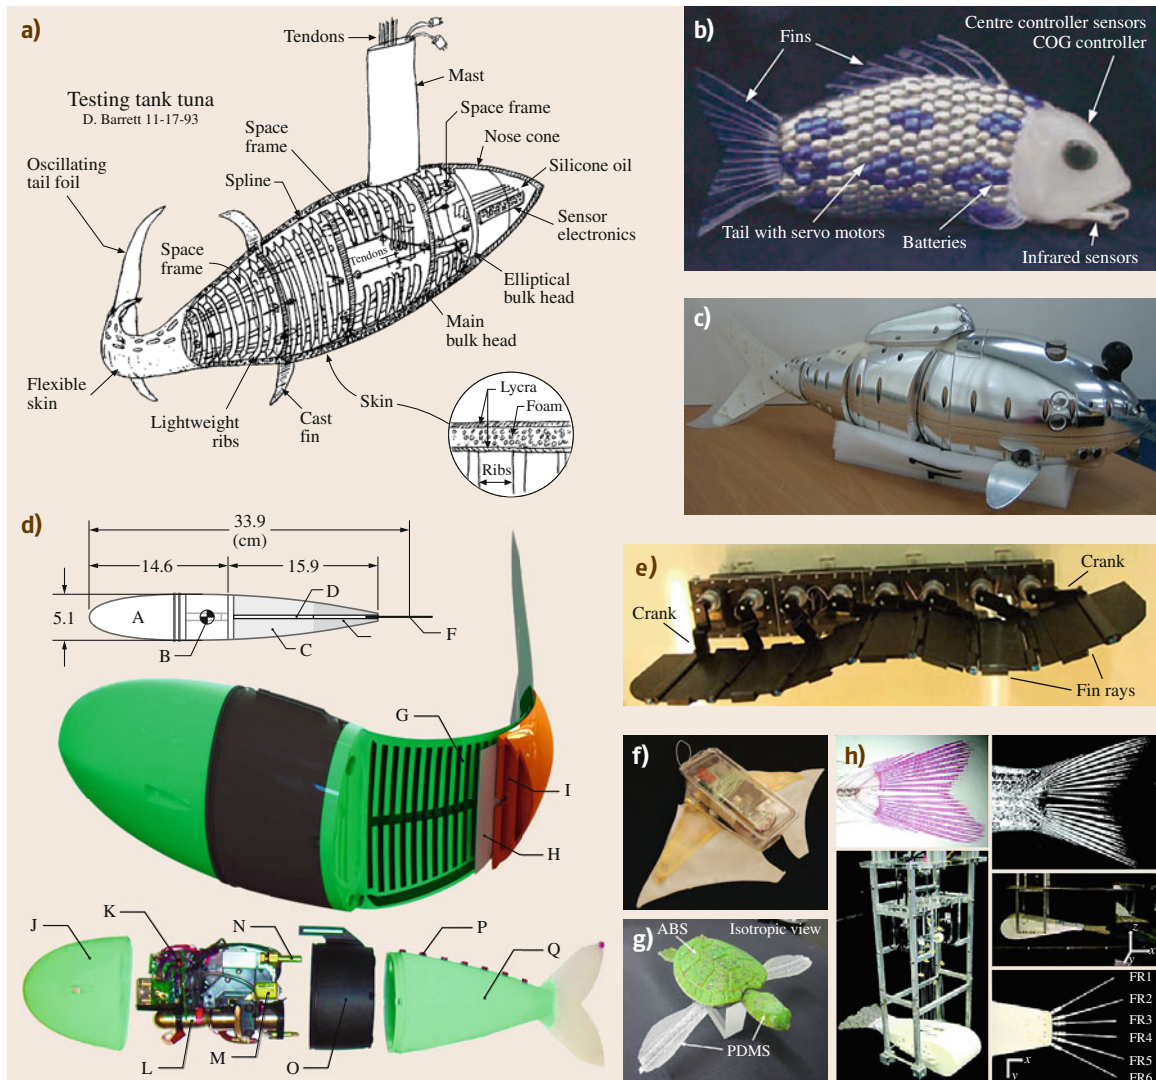 a)
Tendons
Mast
Testing tank tuna
D. Barrett 11-17-93
Space frame
Nose cone
Space
frame
Silicone oil
Oscillating
tail foil
Spline
Sensor
electronics
Space
frame
Tendons
Elliptical
bulk head
Main
bulk head
Flexible
skin
Lightweight
ribs
Cast
fin
Skin
Lycra
Foam
Ribs
b)
Fins
Centre controller sensors
COG controller
Tail with servo motors
Batteries
Infrared sensors
c)
d)
33.9
(cm)
14.6
15.9
5.1
A
D
B
C
F
G
I
H
J
K
N
P
Q
L
M
O
e)
Crank
Crank
Fin rays
f)
g)
ABS
Isotropic view
PDMS
h)
z
x
y
FR1
FR2
FR3
FR4
FR5
FR6
x
y